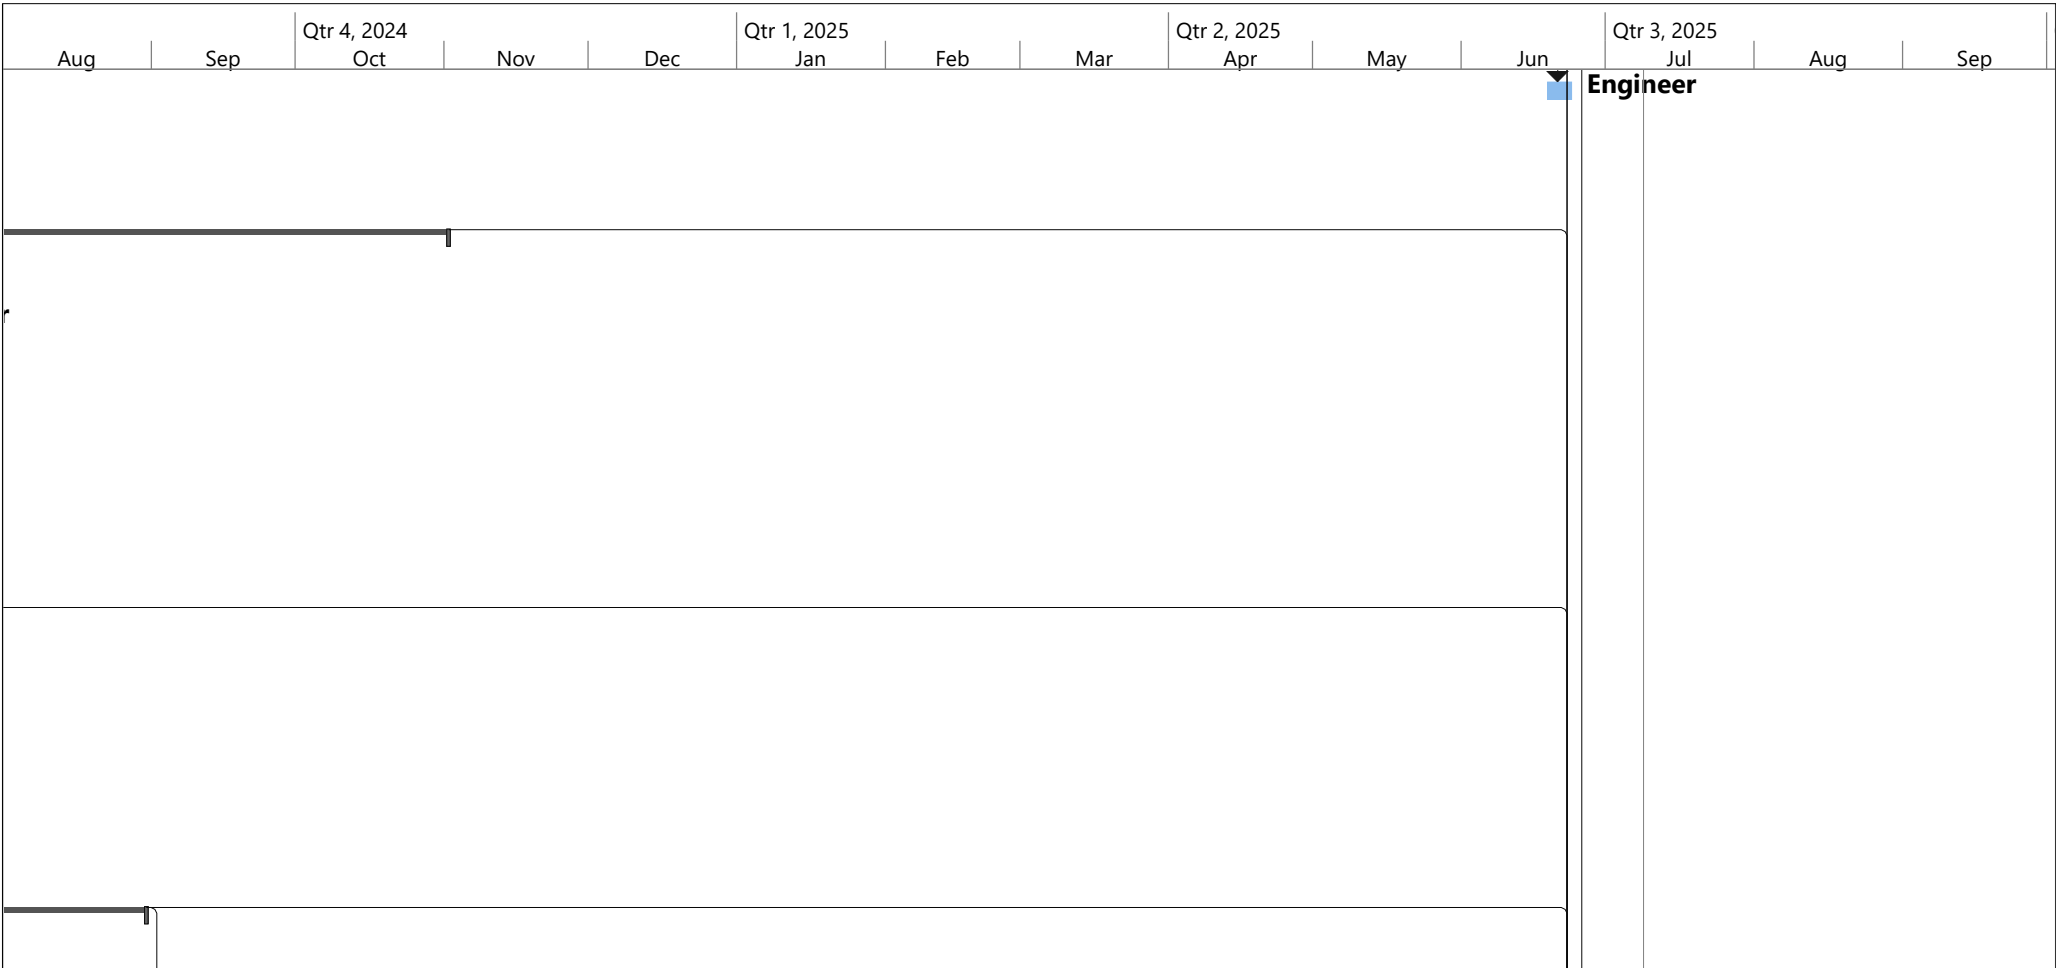 Qtr 4, 2024 Qtr 1, 2025 Qtr 2, 2025 Qtr 3, 2025
Aug Sep Oct Nov Dec Jan Feb Mar Apr May Jun Jul Aug Sep
Engineer
r